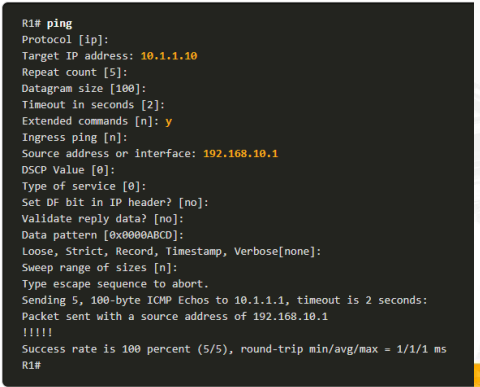 R1# ping
Protocol [ip]:
Target IP address: 10.1.1.10
Repeat count [5]:
Datagram size [100]:
Timeout in seconds [2]:
Extended commands [n]: y
Ingress ping [n]:
Source address or interface: 192.168.10.1
DSCP Value [0]:
Type of service [0]:
Set DF bit in IP header? [no]:
Validate reply data? [no]:
Data pattern [0x0000ABCD]:
Loose, Strict, Record, Timestamp, Verbose[none]:
Sweep range of sizes [n]:
Type escape sequence to abort.
Sending 5, 100-byte ICMP Echos to 10.1.1.1, timeout is 2 seconds:
Packet sent with a source address of 192.168.10.1
!!!!!
Success rate is 100 percent (5/5), round-trip min/avg/max = 1/1/1 ms
R1#